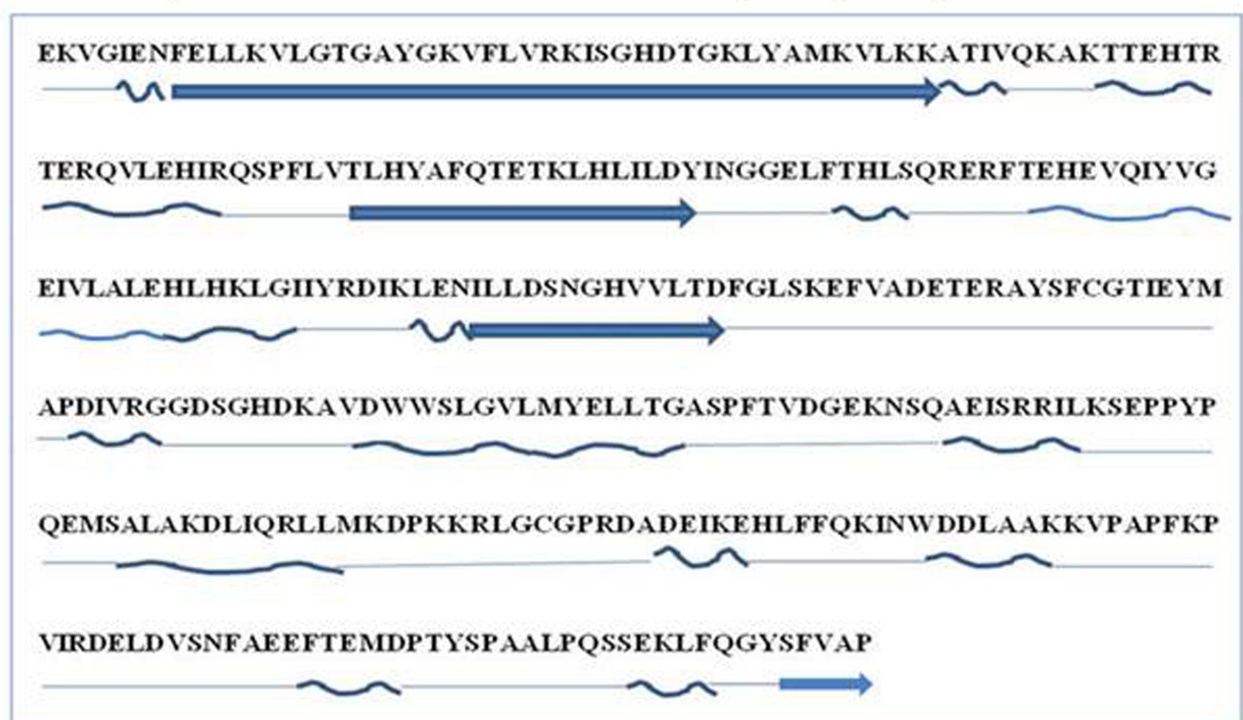 EKVGIENFELLKVLGTGAYGKVFLVRKISGHDTGKLYAMKVLKKATIVQKAKTTEHTR
TERQVLEHIRQSPFLVTLHYAFQTETKLHLILDYINGGELFTHLSQRERFTEHEVQIYVG
EIVLALEHLHKLGIIYRDIKLENILLDSNGHVVLTDFGLSKEFVADETERAYSFCGTIEYM
APDIVRGGDSGHDKAVDWWSLGVLMYELLTGASPFTVDGEKNSQAEISRRILKSEPPYP
QEMSALAKDLIQRLLMKDPKKRLGCGPRDADEIKEHLFFQKINWDDLAAKKVPAPFKP
VIRDELDVSNFAEEFTEMDPTYSPAALPQSSEKLFQGYSFVAP